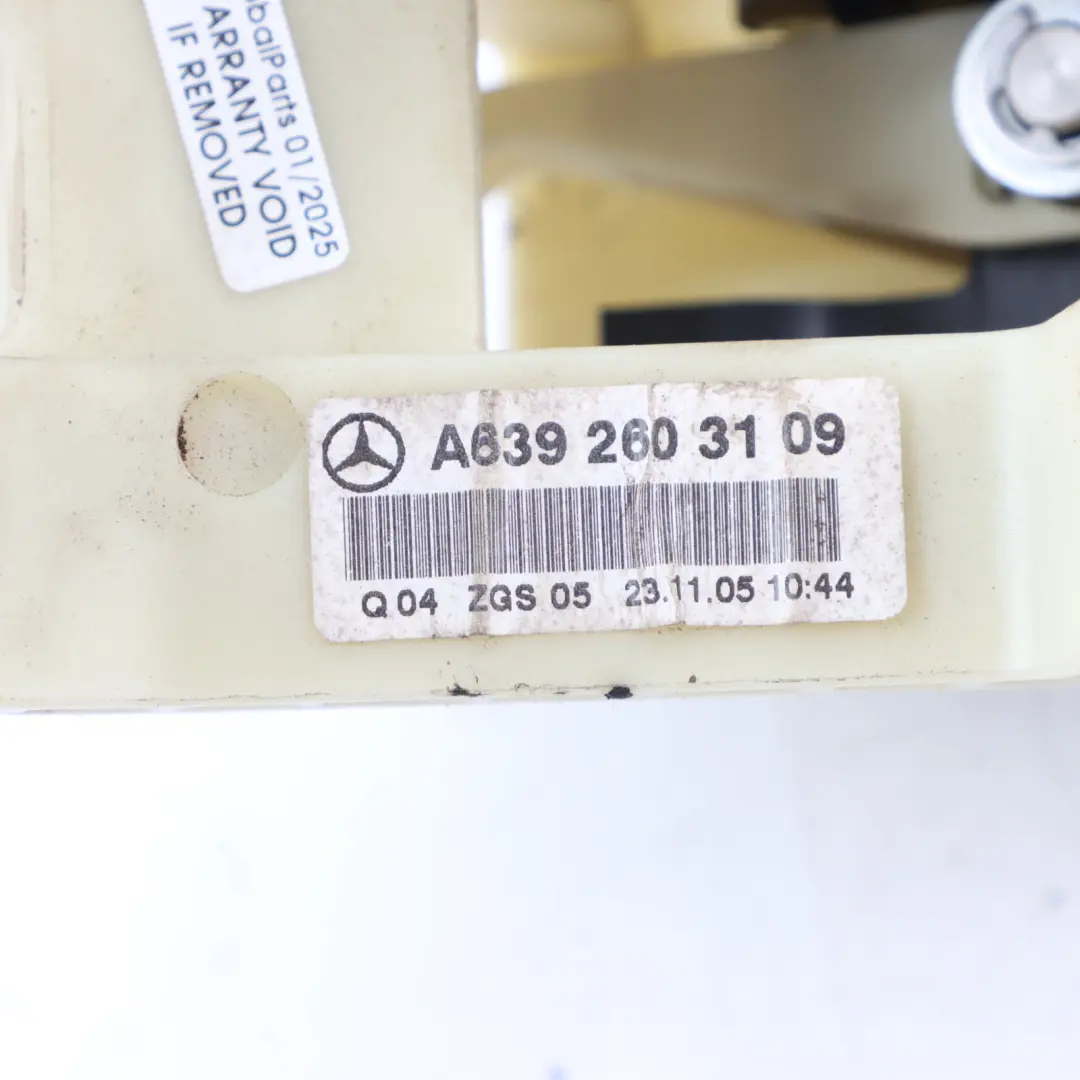 balParts 01/2025
ARRANTY VOID
IF REMOVED
A639 260 31 09
Q 04 ZGS 05 23.11.05 10:44